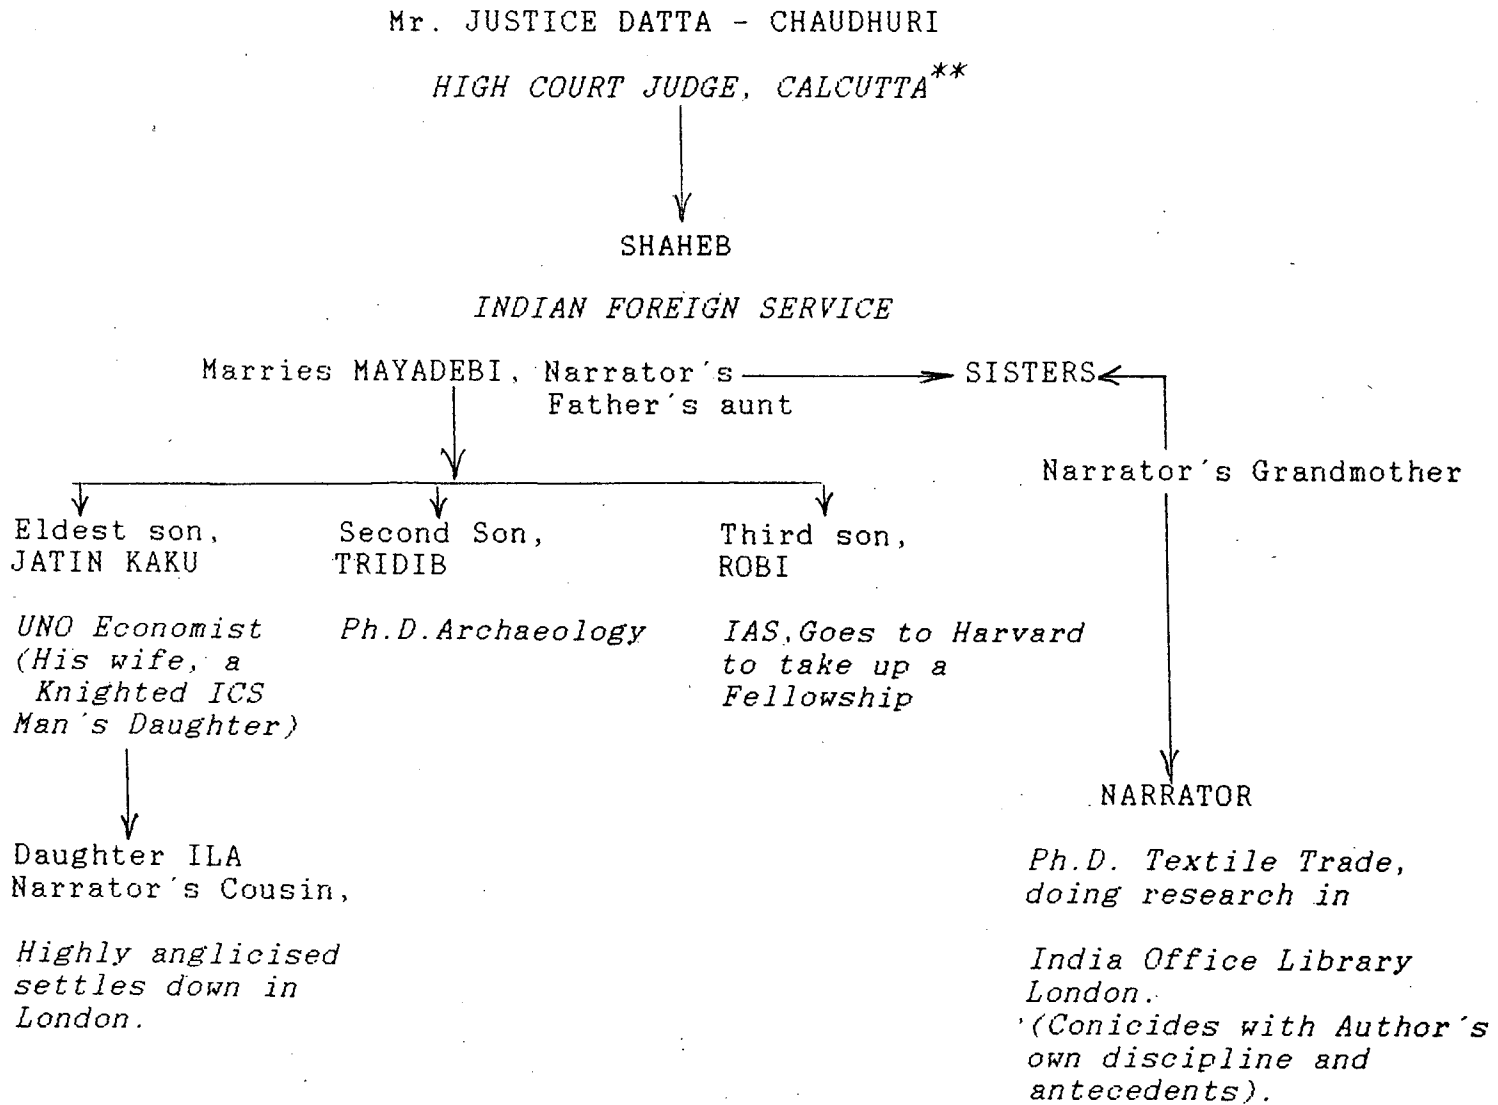 Mr. JUSTICE DATTA - CHAUDHURI
HIGH COURT JUDGE, CALCUTTA**
SHAHEB
INDIAN FOREIGN SERVICE
Marries MAYADEBI, Narrator's
Father's aunt
SISTERS
Narrator's Grandmother
Eldest son,
JATIN KAKU
UNO Economist
(His wife, a
Knighted ICS
Man's Daughter)
Second Son,
TRIDIB
Ph.D.Archaeology
Third son,
ROBI
IAS,Goes to Harvard
to take up a
Fellowship
Daughter ILA
Narrator's Cousin,
Highly anglicised
settles down in
London.
NARRATOR
Ph.D. Textile Trade,
doing research in
India Office Library
London.
(Conicides with Author's
own discipline and
antecedents).